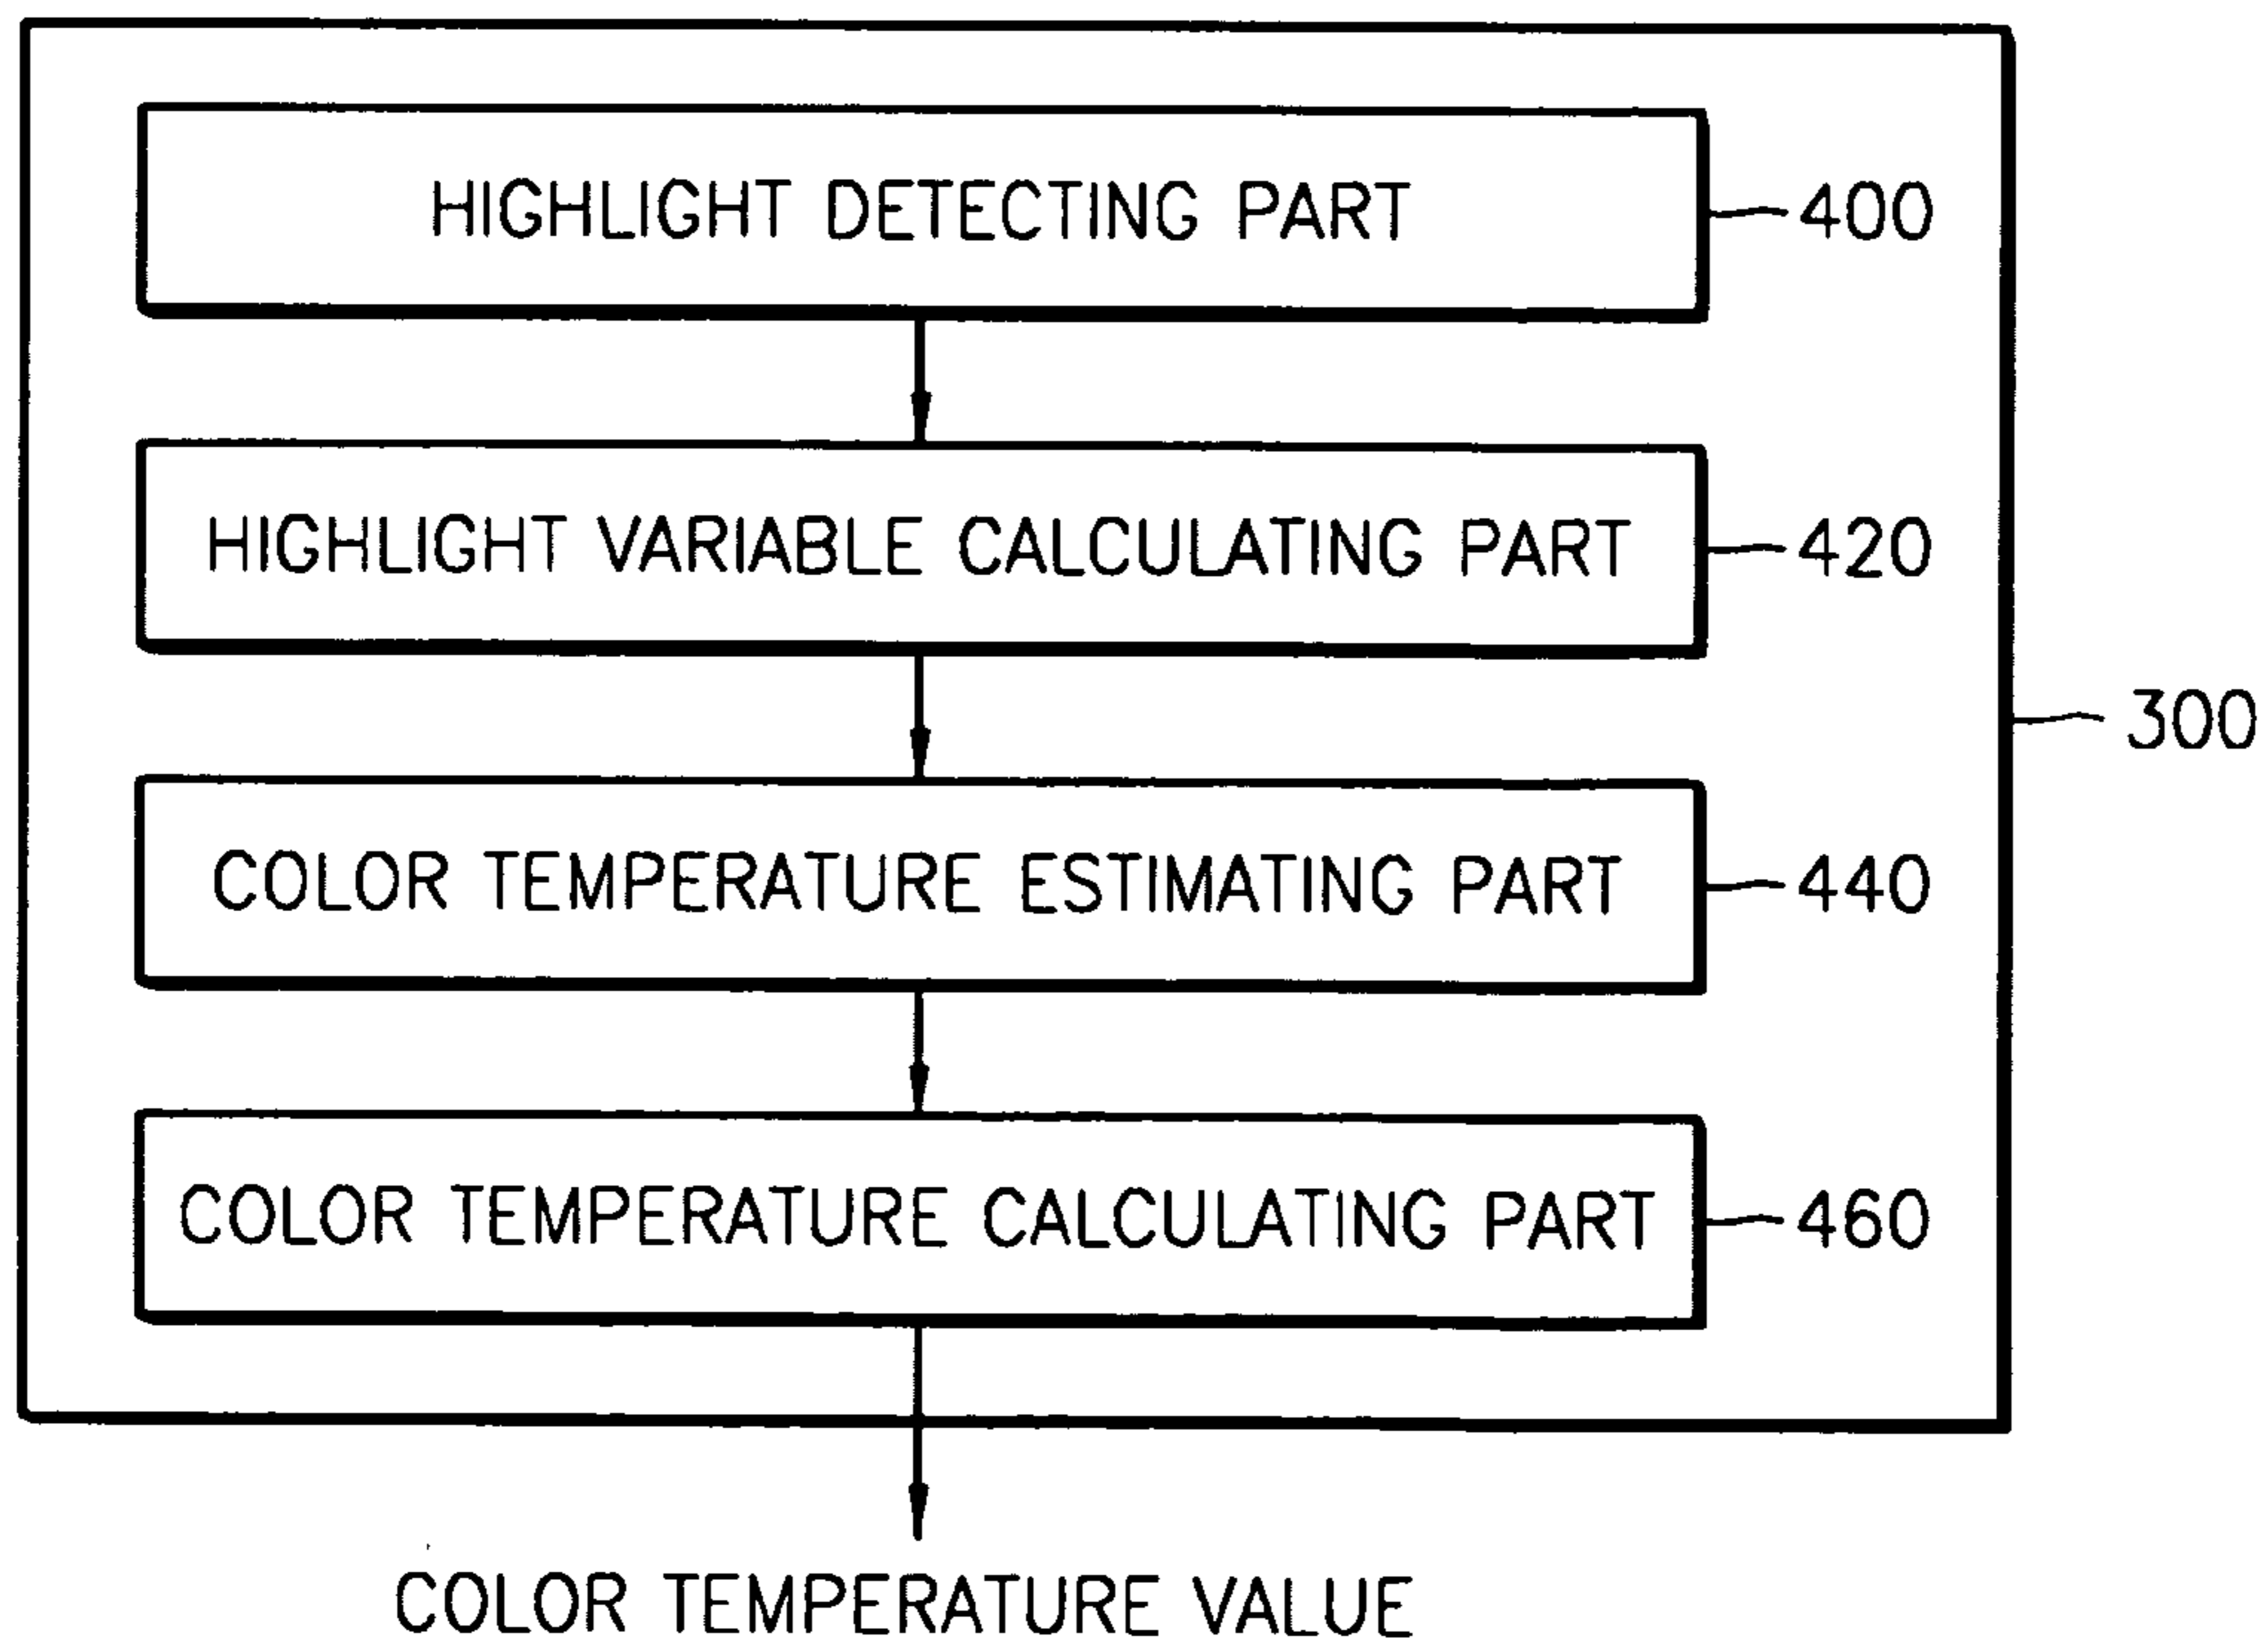 HIGHLIGHT DETECTING PART 400
HIGHLIGHT VARIABLE CALCULATING PART 420
300
COLOR TEMPERATURE ESTIMATING PART 440
COLOR TEMPERATURE CALCULATING PART 460
COLOR TEMPERATURE VALUE